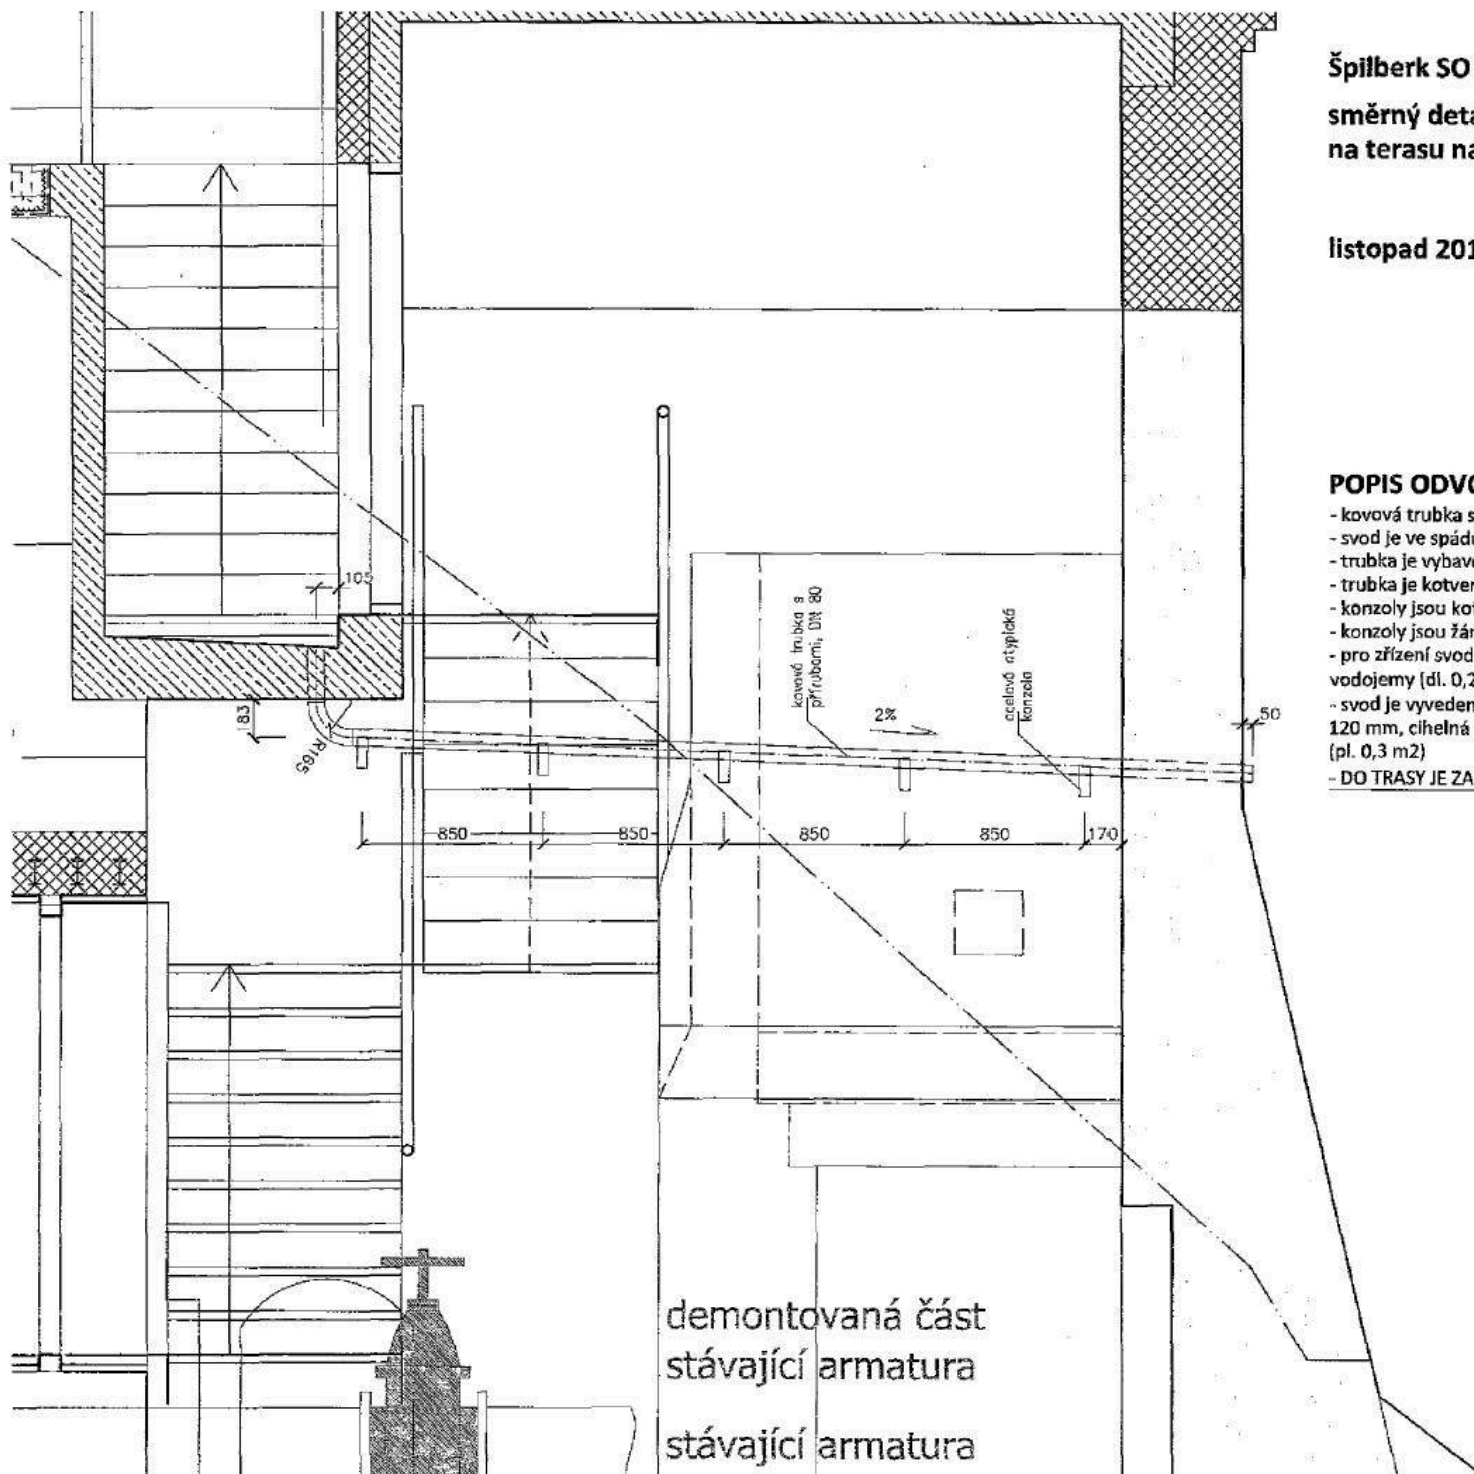 Špilberk SO
směrný deta
na terasu na
listopad 201
POPIS ODVO
- kovová trubka s
- svod je ve spádu
- trubka je vybave
- trubka je kotven
- konzoly jsou kot
- konzoly jsou žár
- pro zřízení svod
vodojemy (dl. 0,2
- svod je vyveden
120 mm, cihelná
(pl. 0,3 m2)
- DO TRASY JE ZA
105
kovová trubka s
přírubami, DN 80
ocelová atypická
konzola
2%
183
R165
50
850
850
850
850
170
demontovaná část
stávající armatura
stávající armatura